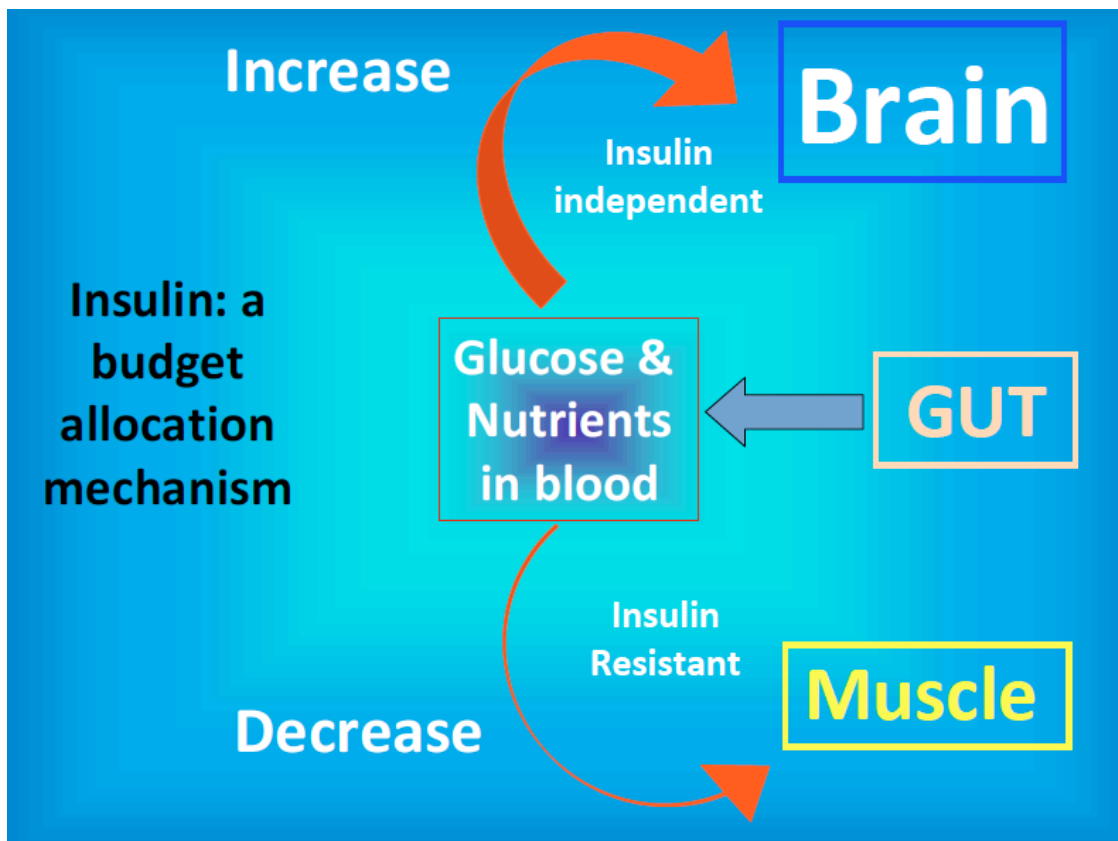 Increase
Brain
Insulin
independent
Insulin: a
budget
allocation
mechanism
Glucose &
Nutrients
in blood
GUT
Insulin
Resistant
Muscle
Decrease